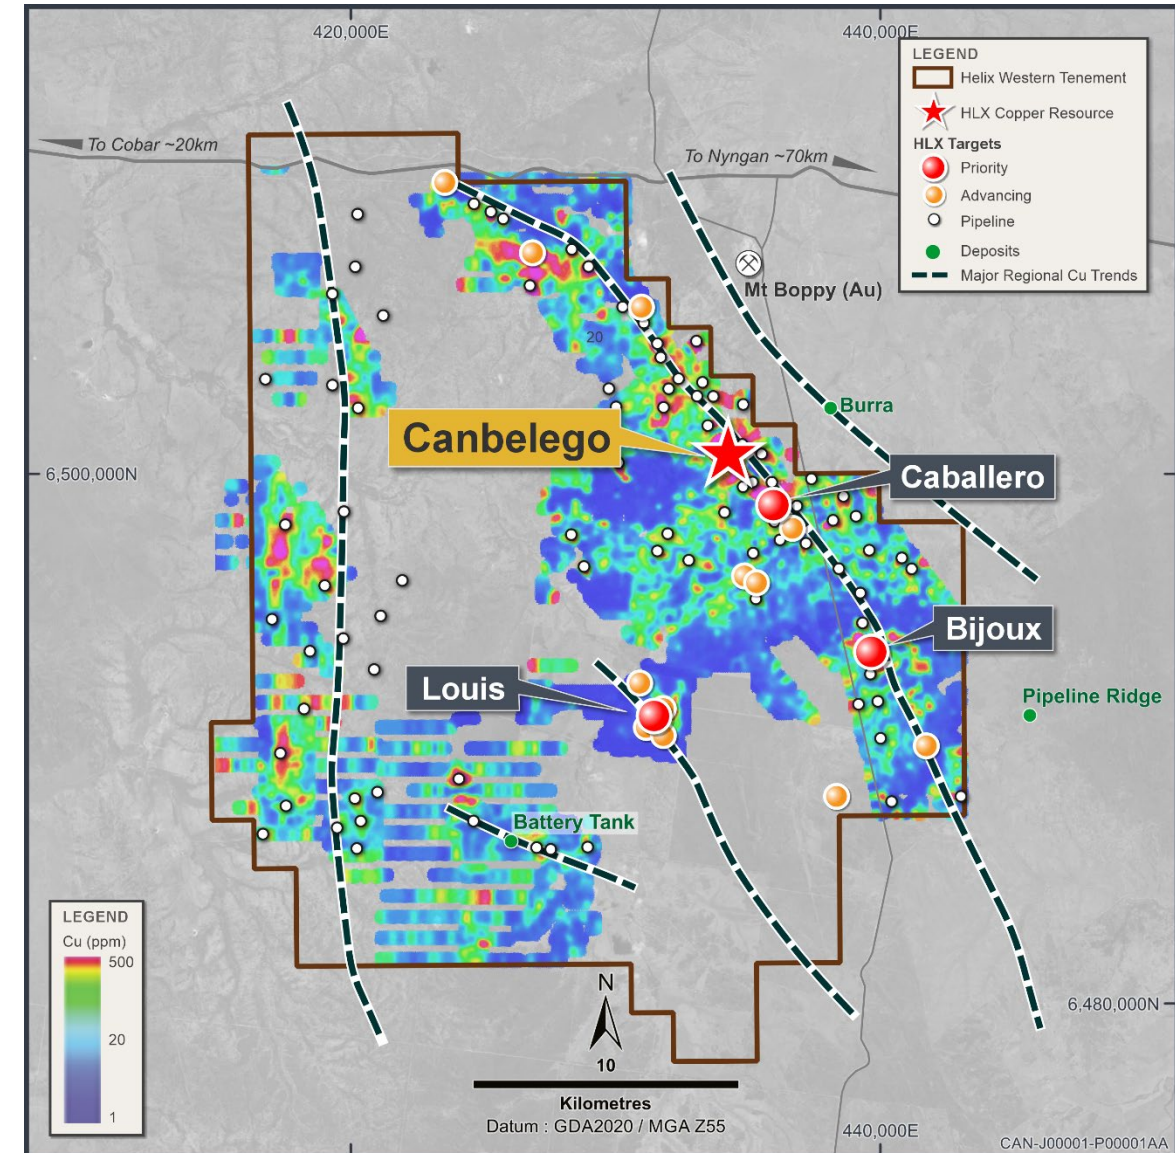 420,000E
440,000E
LEGEND
Helix Western Tenement
HLX Copper Resource
HLX Targets
Priority
Advancing
Pipeline
Deposits
Major Regional Cu Trends
To Cobar ~20km
To Nyngan ~70km
Mt Boppy (Au)
20
Burra
Canbelego
6,500,000N
Caballero
Bijoux
Louis
Pipeline Ridge
Battery Tank
LEGEND
Cu (ppm)
500
20
1
N
10
Kilometres
Datum : GDA2020 / MGA Z55
6,480,000N
440,000E
CAN-J00001-P00001AA